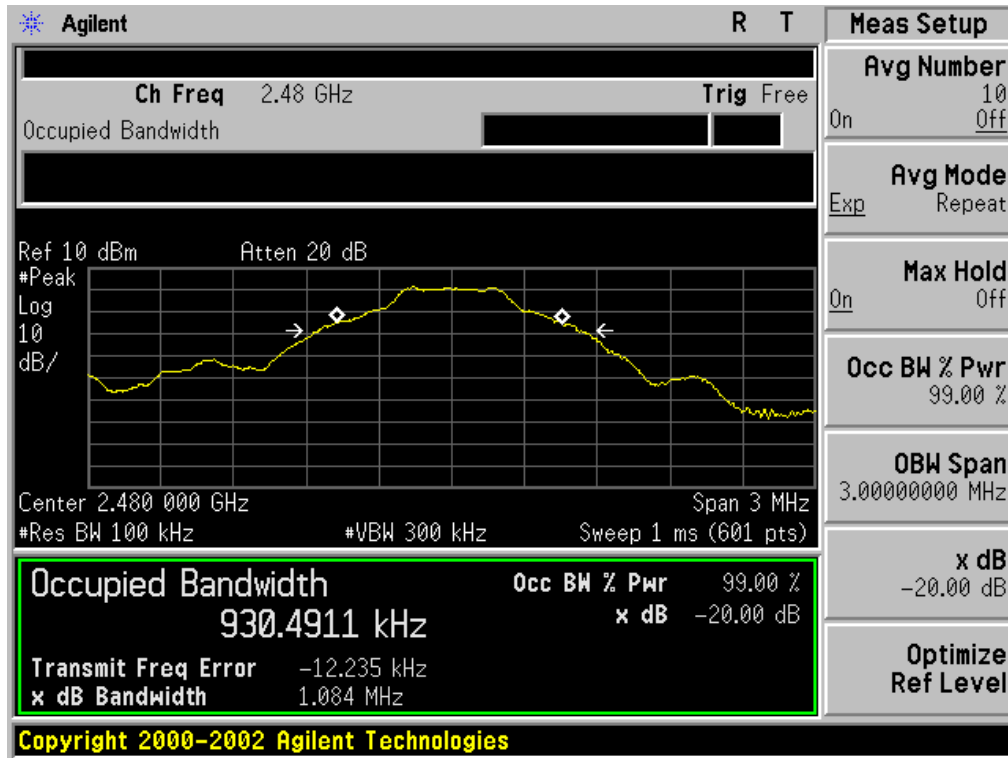 Agilent R T
Meas Setup
Ch Freq 2.48 GHz Trig Free
Occupied Bandwidth
Ref 10 dBm Atten 20 dB
#Peak
Log
10
dB/
Center 2.480 000 GHz Span 3 MHz
#Res BW 100 kHz #VBW 300 kHz Sweep 1 ms (601 pts)
Occupied Bandwidth Occ BW % Pwr 99.00 %
930.4911 kHz x dB -20.00 dB
Transmit Freq Error -12.235 kHz
x dB Bandwidth 1.084 MHz
Copyright 2000-2002 Agilent Technologies
Avg Number
10
On Off
Avg Mode
Exp Repeat
Max Hold
On Off
Occ BW % Pwr
99.00 %
OBW Span
3.00000000 MHz
x dB
-20.00 dB
Optimize
Ref Level